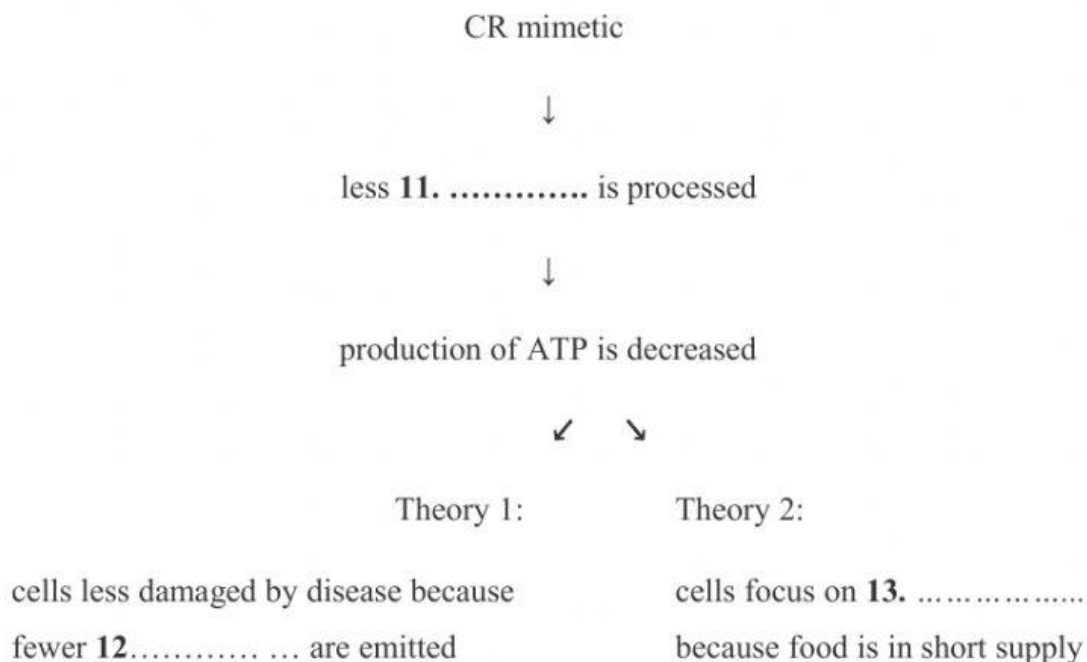 CR mimetic
↓
less 11. ............. is processed
↓
production of ATP is decreased
↙ ↘
Theory 1: Theory 2:
cells less damaged by disease because
fewer 12............ ... are emitted
cells focus on 13. ..................
because food is in short supply